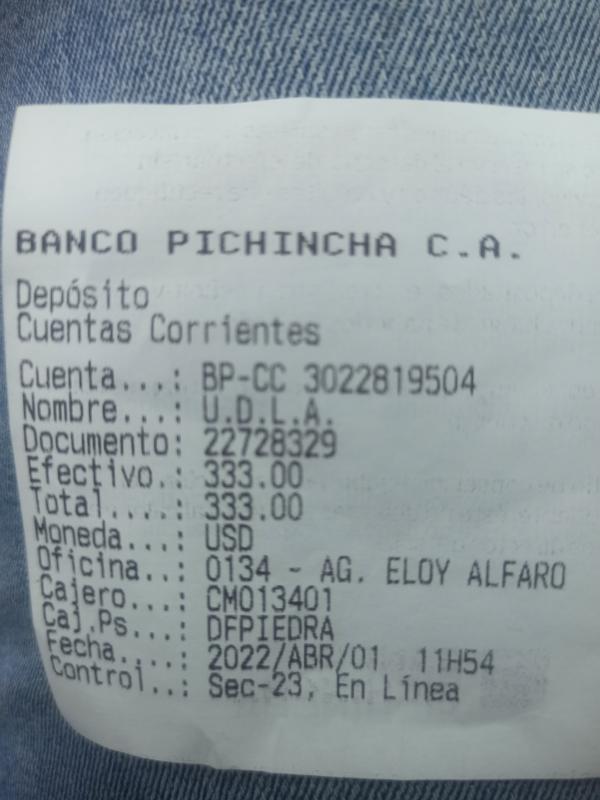 BANCO PICHINCHA C.A.
Depósito
Cuentas Corrientes
Cuenta...: BP-CC 3022819504
Nombre...: U.D.L.A.
Documento: 22728329
Efectivo.: 333.00
Total....: 333.00
Moneda...: USD
Oficina..: 0134 - AG. ELOY ALFARO
Cajero...: CM013401
Caj.Ps...: DFPIEDRA
Fecha....: 2022/ABR/01 11H54
Control..: Sec-23, En Línea